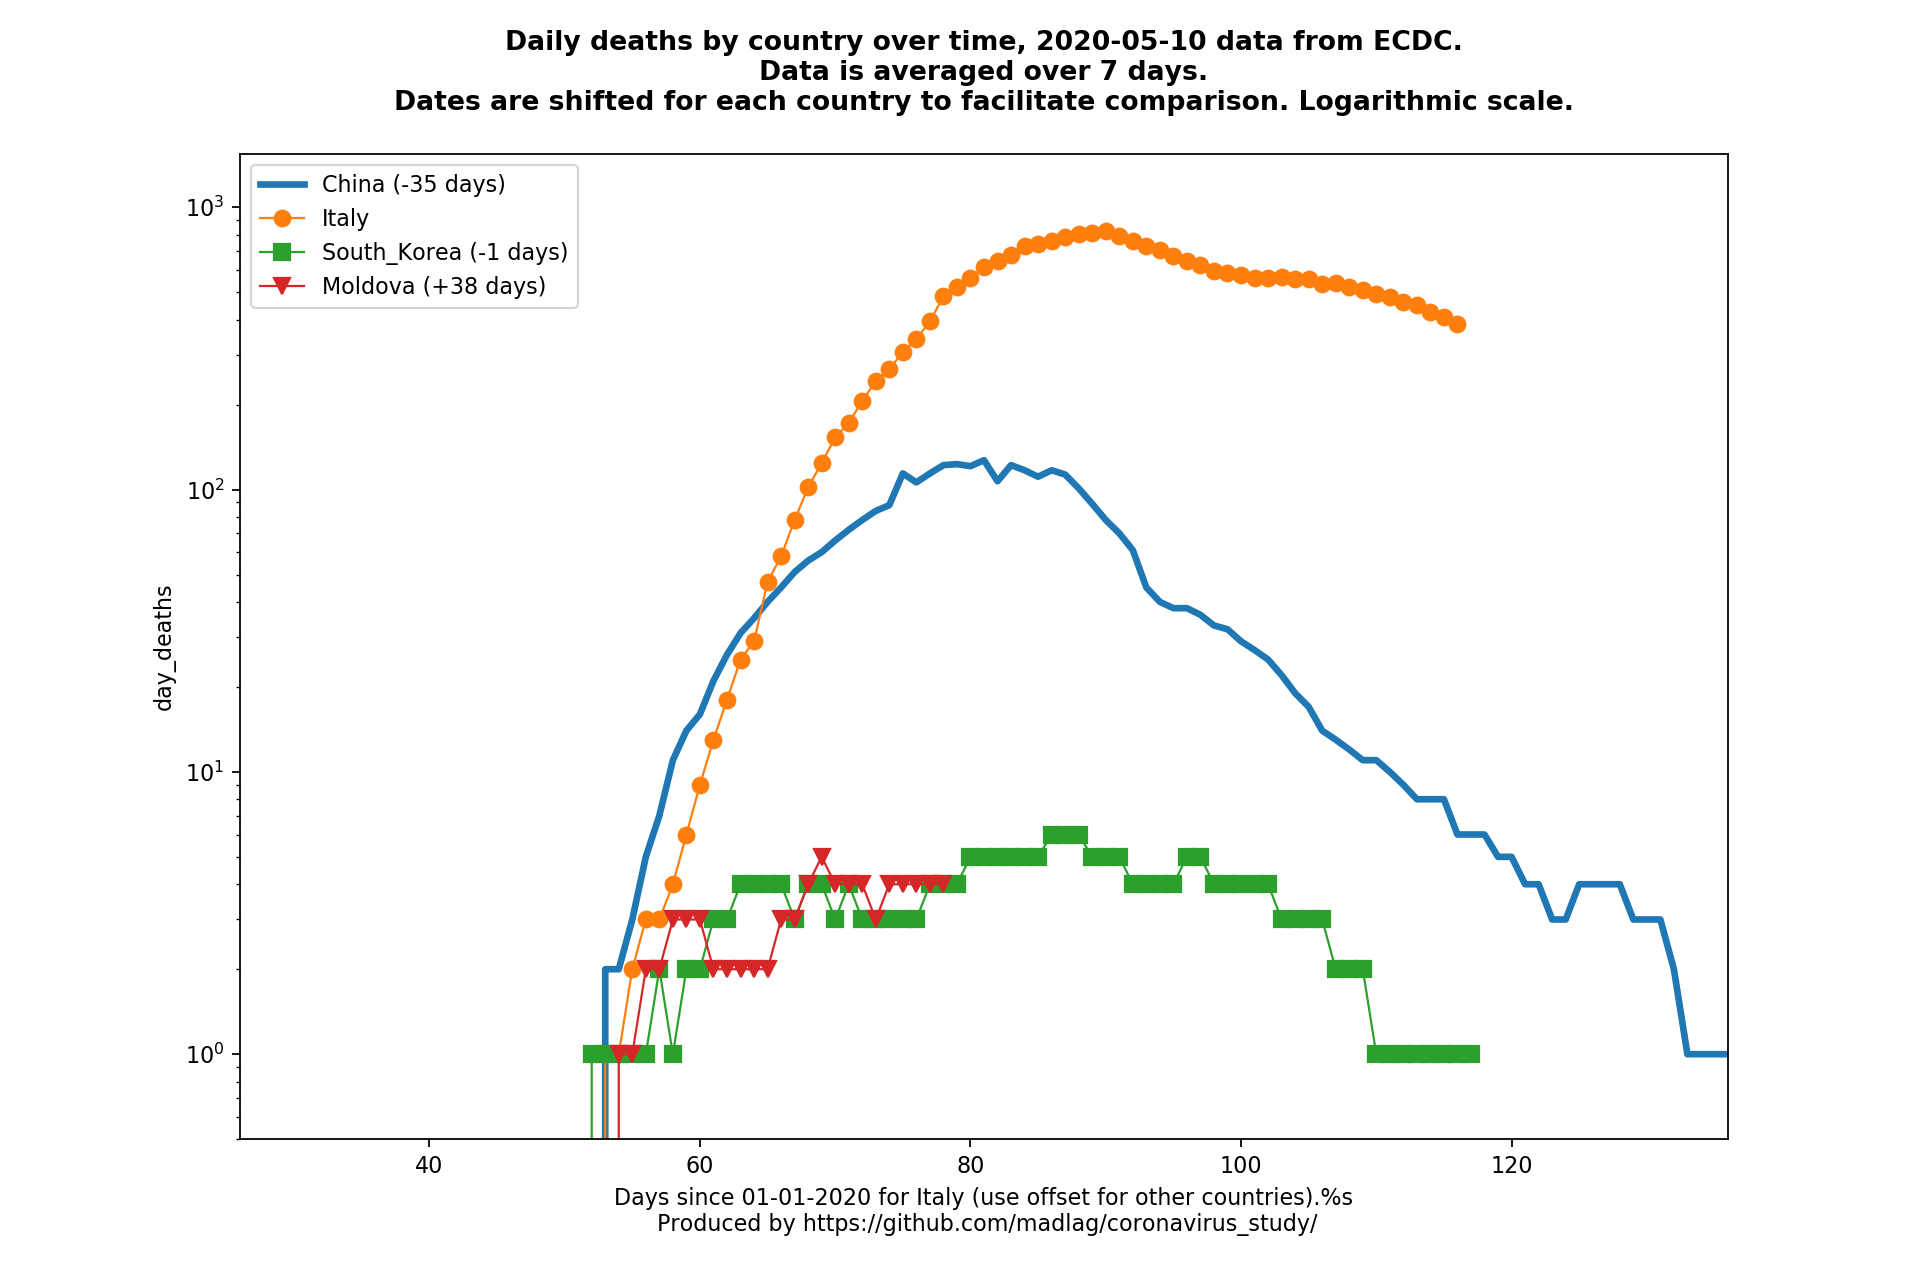 Daily deaths by country over time, 2020-05-10 data from ECDC.
Data is averaged over 7 days.
Dates are shifted for each country to facilitate comparison. Logarithmic scale.
China (-35 days)
Italy
South_Korea (-1 days)
Moldova (+38 days)
10³
10²
10¹
10⁰
day_deaths
40 60 80 100 120
Days since 01-01-2020 for Italy (use offset for other countries).%s
Produced by https://github.com/madlag/coronavirus_study/